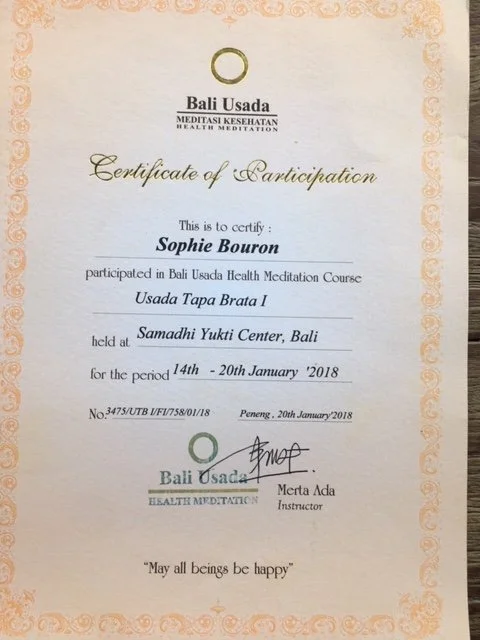 Bali Usada
MEDITASI KESEHATAN
HEALTH MEDITATION
Certificate of Participation
This is to certify :
Sophie Bouron
participated in Bali Usada Health Meditation Course
Usada Tapa Brata I
held at Samadhi Yukti Center, Bali
for the period 14th - 20th January '2018
No.3475/UTB I/FI/758/01/18 Peneng , 20th January'2018
Bali Usada
HEALTH MEDITATION
Merta Ada
Instructor
"May all beings be happy"